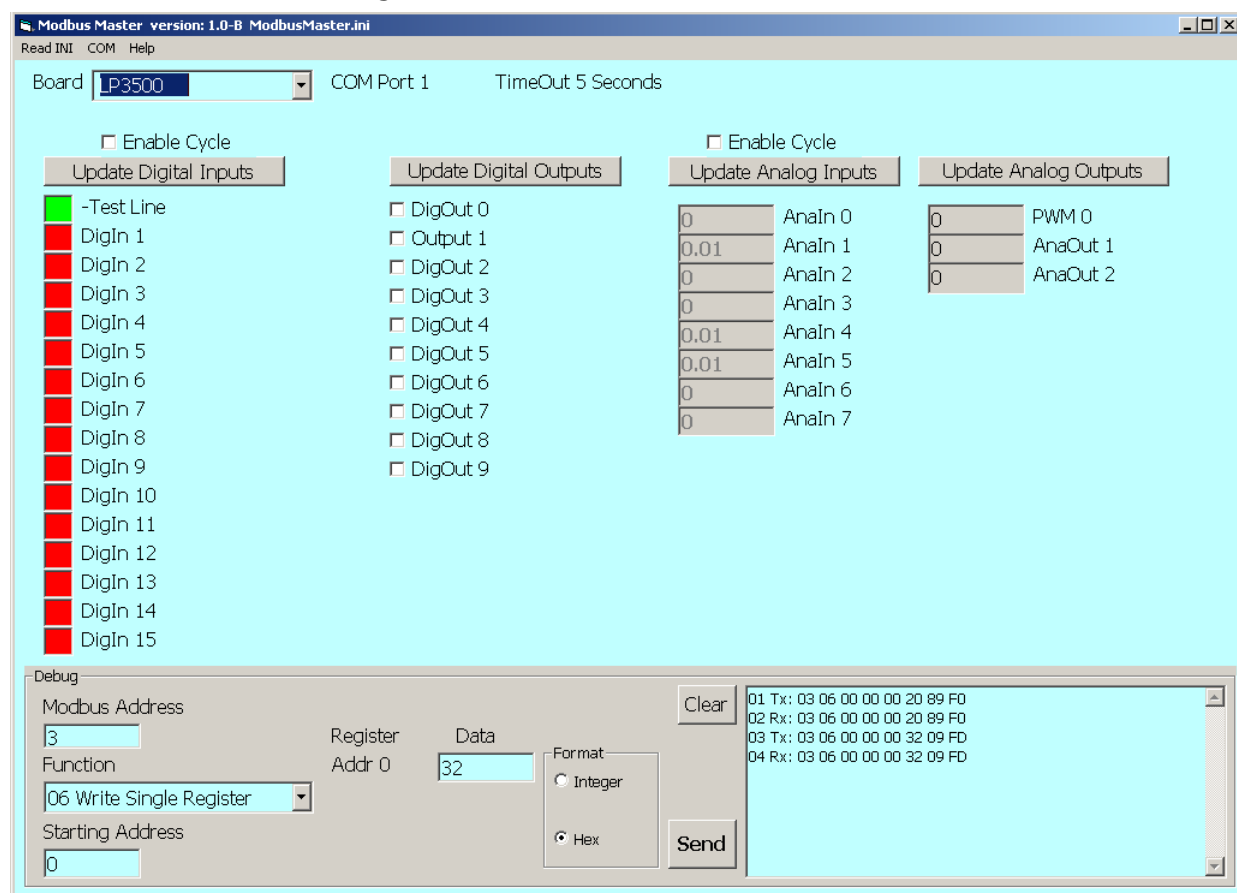 Modbus Master version: 1.0-B ModbusMaster.ini
Read INI COM Help
Board LP3500 COM Port 1 TimeOut 5 Seconds
Enable Cycle Enable Cycle
Update Digital Inputs Update Digital Outputs Update Analog Inputs Update Analog Outputs
-Test Line DigOut 0 0 AnaIn 0 0 PWM 0
DigIn 1 Output 1 0.01 AnaIn 1 0 AnaOut 1
DigIn 2 DigOut 2 0 AnaIn 2 0 AnaOut 2
DigIn 3 DigOut 3 0 AnaIn 3
DigIn 4 DigOut 4 0.01 AnaIn 4
DigIn 5 DigOut 5 0.01 AnaIn 5
DigIn 6 DigOut 6 0 AnaIn 6
DigIn 7 DigOut 7 0 AnaIn 7
DigIn 8 DigOut 8
DigIn 9 DigOut 9
DigIn 10
DigIn 11
DigIn 12
DigIn 13
DigIn 14
DigIn 15
Debug
Modbus Address
3
Function
06 Write Single Register
Starting Address
0
Register Data
Addr 0 32
Format
Integer
Hex
Clear
Send
01 Tx: 03 06 00 00 00 20 89 F0
02 Rx: 03 06 00 00 00 20 89 F0
03 Tx: 03 06 00 00 00 32 09 FD
04 Rx: 03 06 00 00 00 32 09 FD